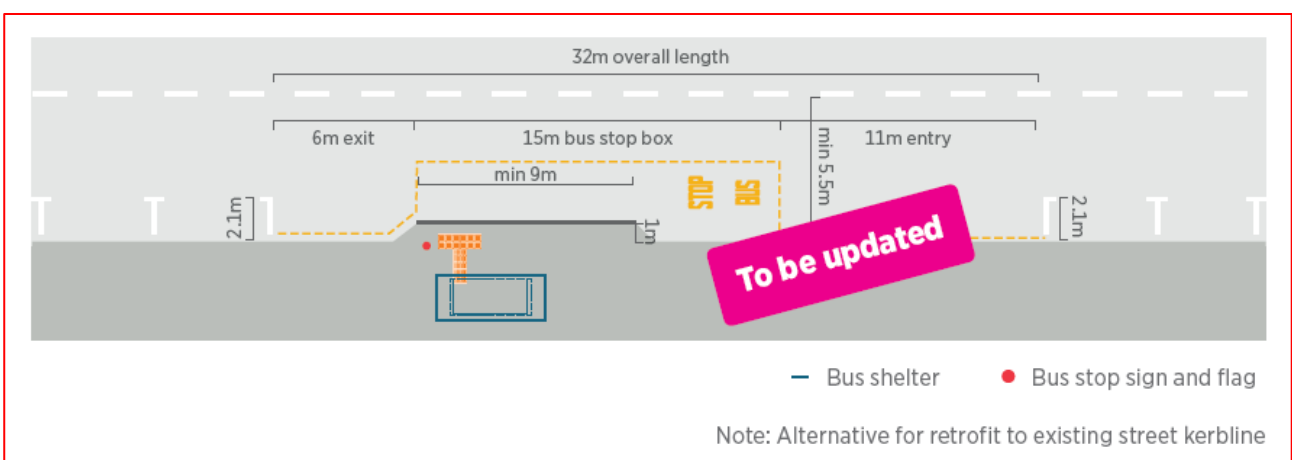 32m overall length
6m exit
15m bus stop box
11m entry
min 9m
min 5.5m
STOP
BUS
2.1m
1m
2.1m
To be updated
Bus shelter
Bus stop sign and flag
Note: Alternative for retrofit to existing street kerbline